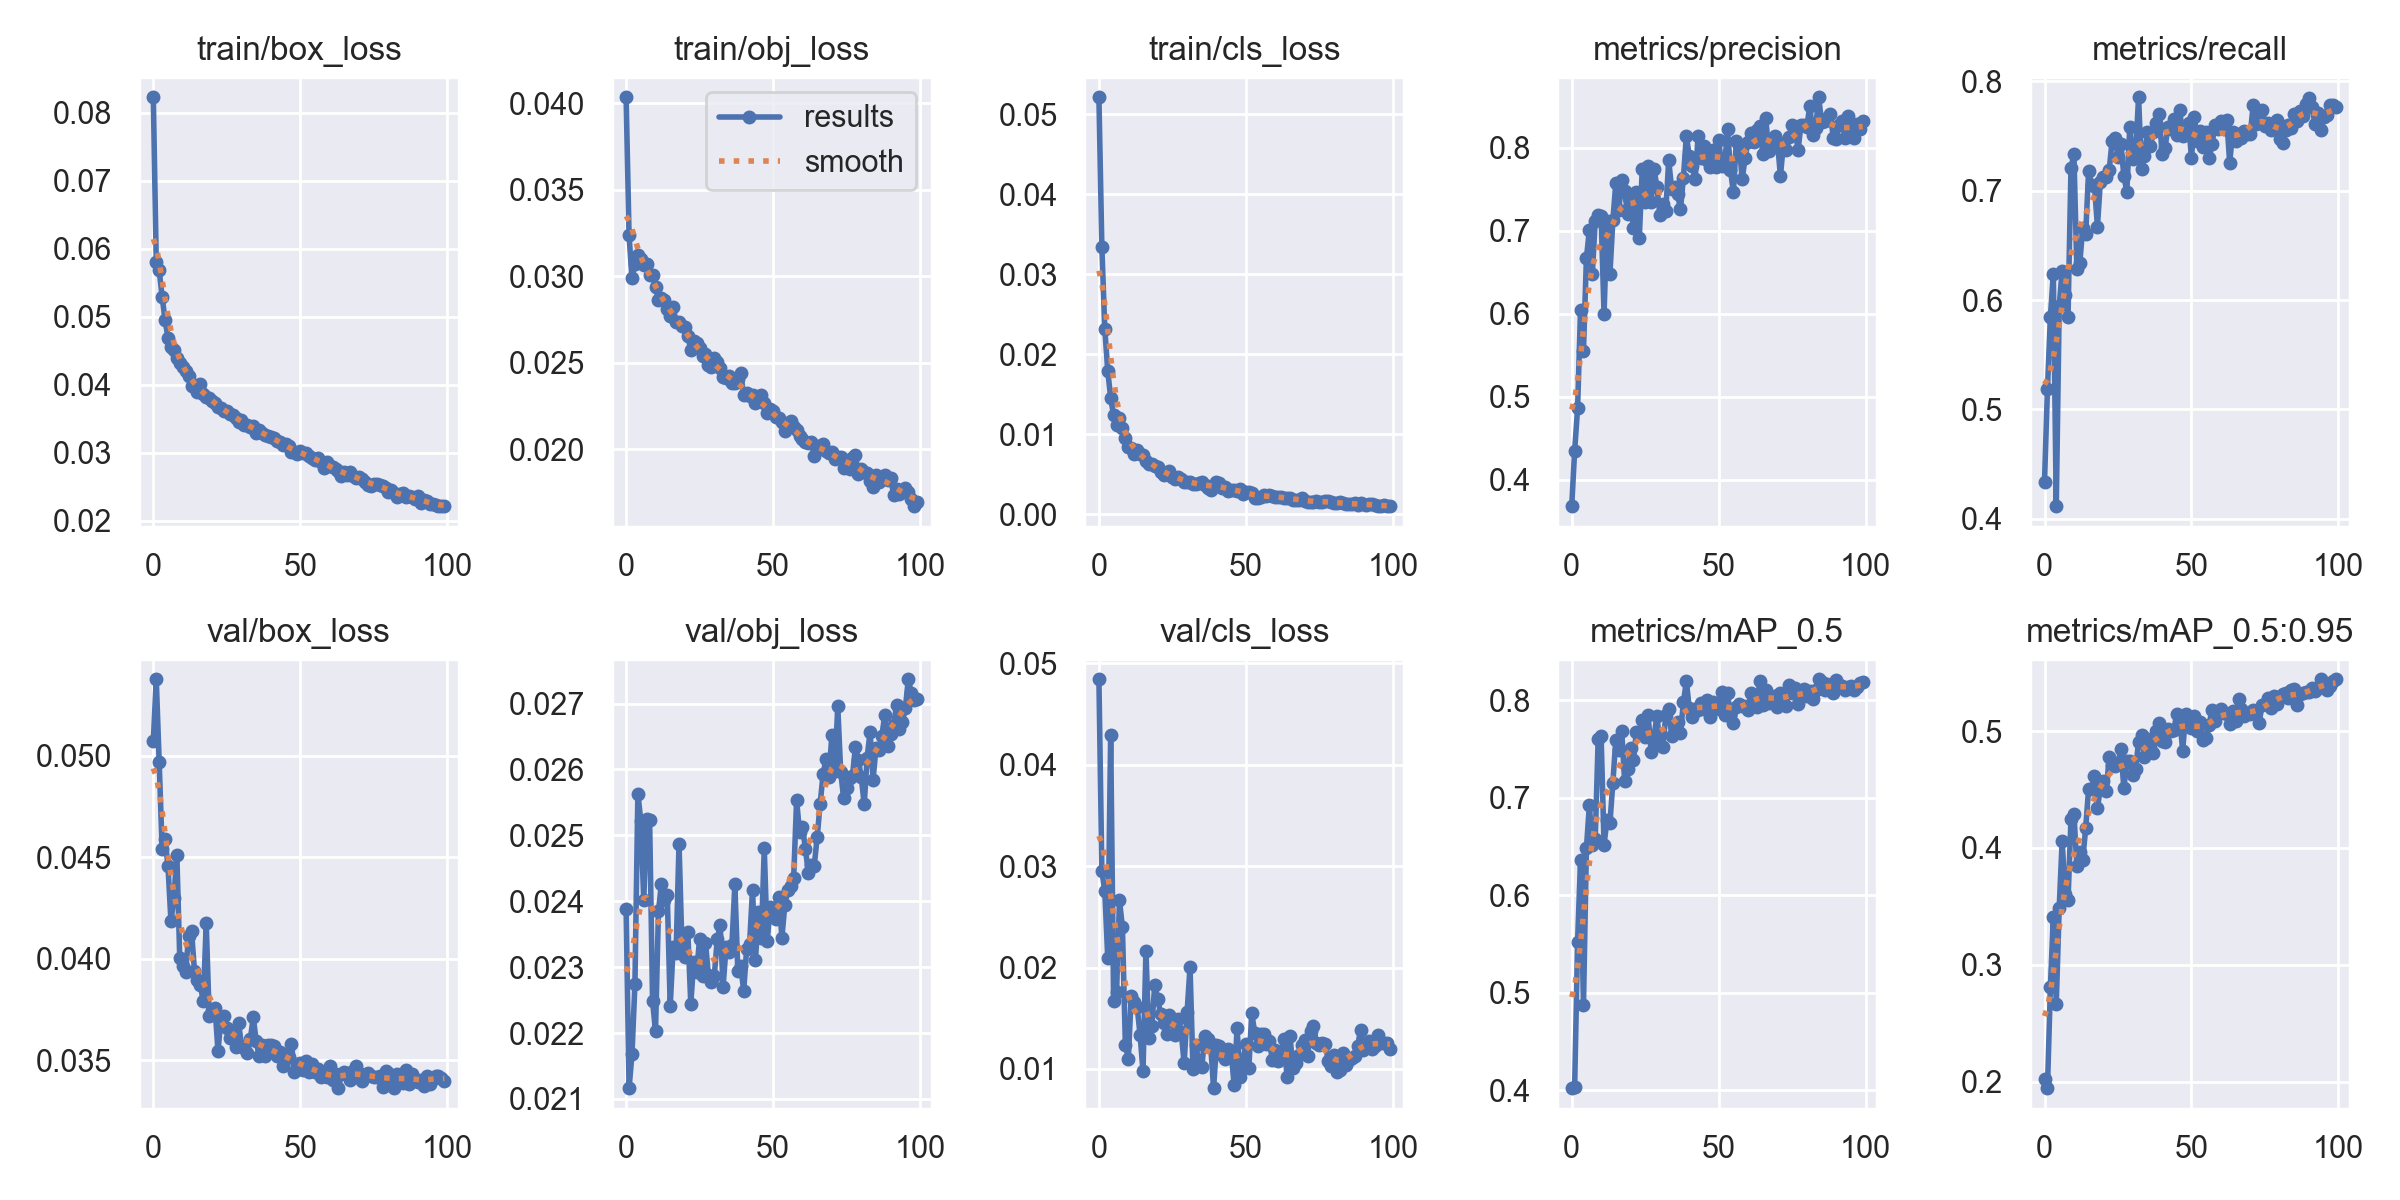 train/box_loss
0.08
0.07
0.06
0.05
0.04
0.03
0.02
0 50 100
train/obj_loss
results
smooth
0.040
0.035
0.030
0.025
0.020
0 50 100
train/cls_loss
0.05
0.04
0.03
0.02
0.01
0.00
0 50 100
metrics/precision
0.8
0.7
0.6
0.5
0.4
0 50 100
metrics/recall
0.8
0.7
0.6
0.5
0.4
0 50 100
val/box_loss
0.050
0.045
0.040
0.035
0 50 100
val/obj_loss
0.027
0.026
0.025
0.024
0.023
0.022
0.021
0 50 100
val/cls_loss
0.05
0.04
0.03
0.02
0.01
0 50 100
metrics/mAP_0.5
0.8
0.7
0.6
0.5
0.4
0 50 100
metrics/mAP_0.5:0.95
0.5
0.4
0.3
0.2
0 50 100